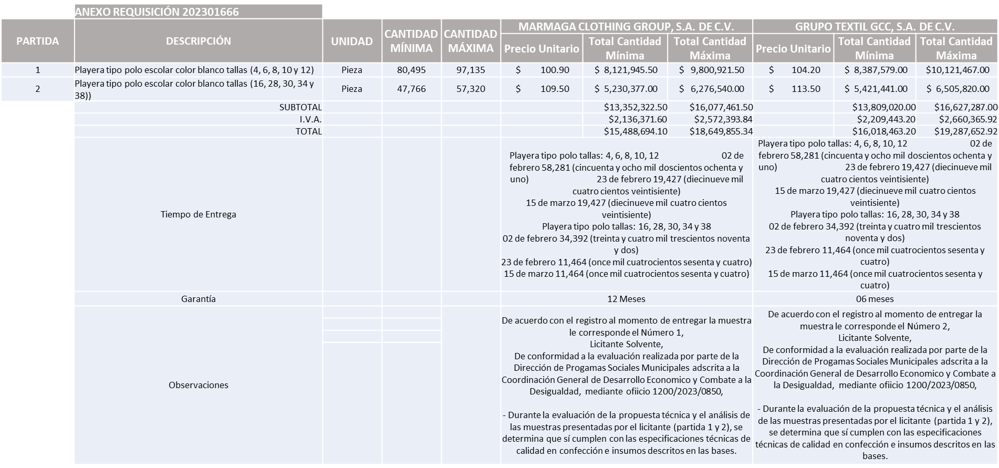 ANEXO REQUISICIÓN 202301666
PARTIDA
DESCRIPCIÓN
UNIDAD
CANTIDAD
MÍNIMA
CANTIDAD
MÁXIMA
MARMAGA CLOTHING GROUP, S.A. DE C.V.
GRUPO TEXTIL GCC, S.A. DE C.V.
Precio Unitario
Total Cantidad
Mínima
Total Cantidad
Máxima
Precio Unitario
Total Cantidad
Mínima
Total Cantidad
Máxima
1 Playera tipo polo escolar color blanco tallas (4, 6, 8, 10 y 12) Pieza 80,495 97,135 $ 100.90 $ 8,121,945.50 $ 9,800,921.50 $ 104.20 $ 8,387,579.00 $10,121,467.00
2 Playera tipo polo escolar color blanco tallas (16, 28, 30, 34 y
38)) Pieza 47,766 57,320 $ 109.50 $ 5,230,377.00 $ 6,276,540.00 $ 113.50 $ 5,421,441.00 $ 6,505,820.00
SUBTOTAL $13,352,322.50 $16,077,461.50 $13,809,020.00 $16,627,287.00
I.V.A. $2,136,371.60 $2,572,393.84 $2,209,443.20 $2,660,365.92
TOTAL $15,488,694.10 $18,649,855.34 $16,018,463.20 $19,287,652.92
Tiempo de Entrega
Playera tipo polo tallas: 4, 6, 8, 10, 12 02 de
febrero 58,281 (cincuenta y ocho mil doscientos ochenta y
uno) 23 de febrero 19,427 (diecinueve mil
cuatro cientos veintisiente)
15 de marzo 19,427 (diecinueve mil cuatro cientos
veintisiente)
Playera tipo polo tallas: 16, 28, 30, 34 y 38
02 de febrero 34,392 (treinta y cuatro mil trescientos noventa
y dos)
23 de febrero 11,464 (once mil cuatrocientos sesenta y cuatro)
15 de marzo 11,464 (once mil cuatrocientos sesenta y cuatro)
Playera tipo polo tallas: 4, 6, 8, 10, 12 02 de
febrero 58,281 (cincuenta y ocho mil doscientos ochenta y
uno) 23 de febrero 19,427 (diecinueve mil
cuatro cientos veintisiente)
15 de marzo 19,427 (diecinueve mil cuatro cientos
veintisiente)
Playera tipo polo tallas: 16, 28, 30, 34 y 38
02 de febrero 34,392 (treinta y cuatro mil trescientos
noventa y dos)
23 de febrero 11,464 (once mil cuatrocientos sesenta y
cuatro)
15 de marzo 11,464 (once mil cuatrocientos sesenta y
cuatro)
Garantía 12 Meses 06 meses
Observaciones
De acuerdo con el registro al momento de entregar la muestra
le corresponde el Número 1,
Licitante Solvente,
De conformidad a la evaluación realizada por parte de la
Dirección de Progamas Sociales Municipales adscrita a la
Coordinación General de Desarrollo Economico y Combate a la
Desigualdad, mediante ofiicio 1200/2023/0850,
- Durante la evaluación de la propuesta técnica y el análisis de
las muestras presentadas por el licitante (partida 1 y 2), se
determina que sí cumplen con las especificaciones técnicas de
calidad en confección e insumos descritos en las bases.
De acuerdo con el registro al momento de entregar la
muestra le corresponde el Número 2,
Licitante Solvente,
De conformidad a la evaluación realizada por parte de la
Dirección de Progamas Sociales Municipales adscrita a la
Coordinación General de Desarrollo Economico y Combate a
la Desigualdad, mediante ofiicio 1200/2023/0850,
- Durante la evaluación de la propuesta técnica y el análisis
de las muestras presentadas por el licitante (partida 1 y 2),
se determina que sí cumplen con las especificaciones
técnicas de calidad en confección e insumos descritos en las
bases.